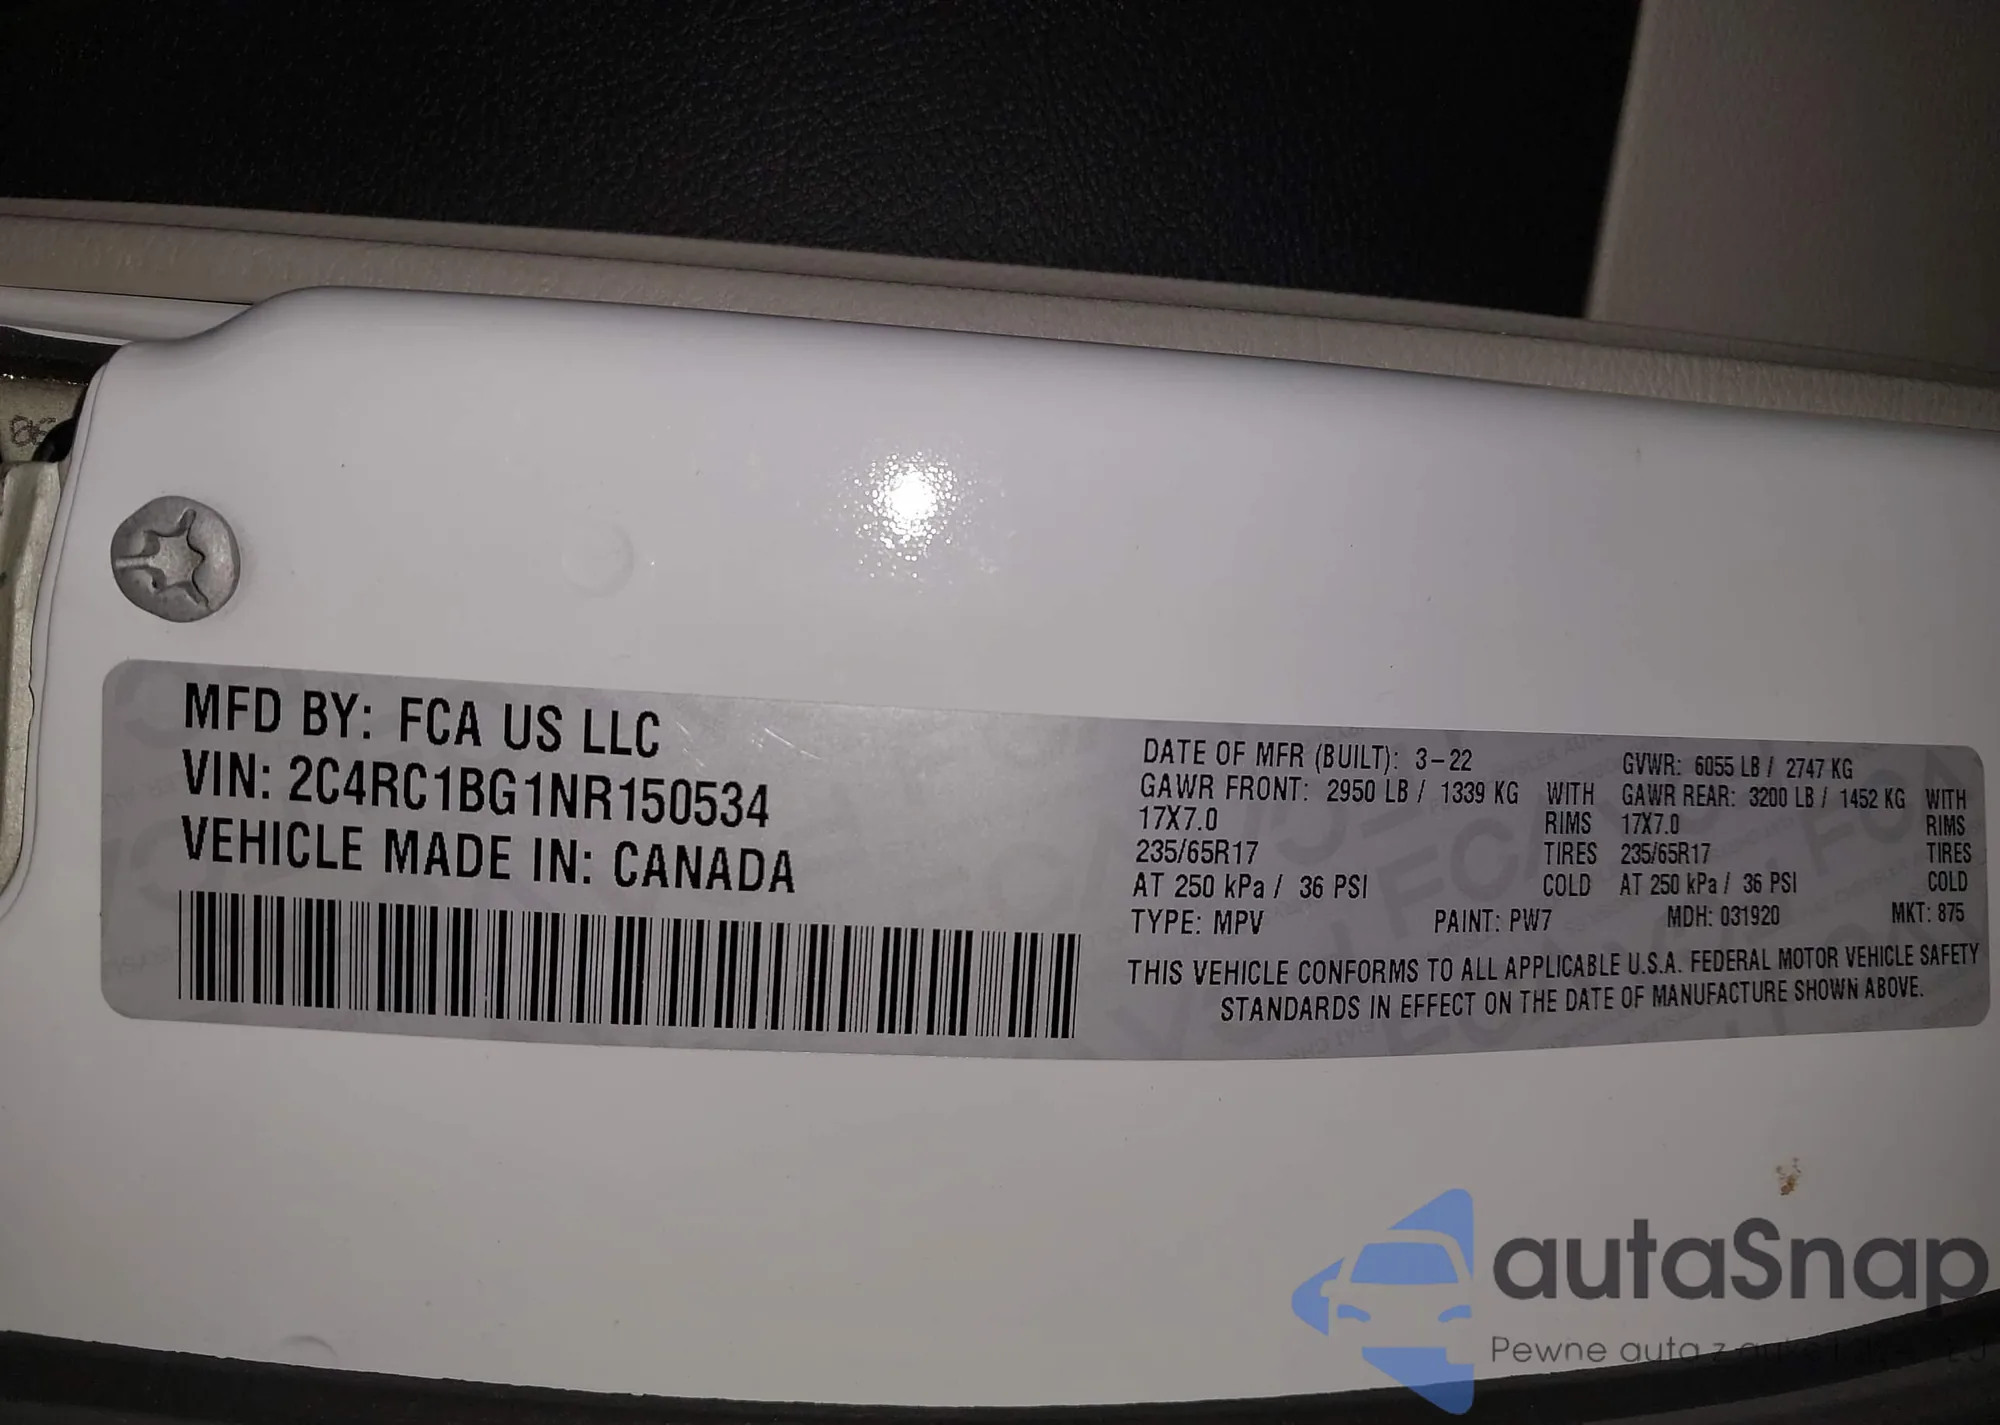 MFD BY: FCA US LLC
VIN: 2C4RC1BG1NR150534
VEHICLE MADE IN: CANADA
DATE OF MFR (BUILT): 3-22 GVWR: 6055 LB / 2747 KG
GAWR FRONT: 2950 LB / 1339 KG WITH GAWR REAR: 3200 LB / 1452 KG WITH
17X7.0 RIMS 17X7.0 RIMS
235/65R17 TIRES 235/65R17 TIRES
AT 250 kPa / 36 PSI COLD AT 250 kPa / 36 PSI COLD
TYPE: MPV PAINT: PW7 MDH: 031920 MKT: 875
THIS VEHICLE CONFORMS TO ALL APPLICABLE U.S.A. FEDERAL MOTOR VEHICLE SAFETY
STANDARDS IN EFFECT ON THE DATE OF MANUFACTURE SHOWN ABOVE.
autaSnap
Pewne auta z